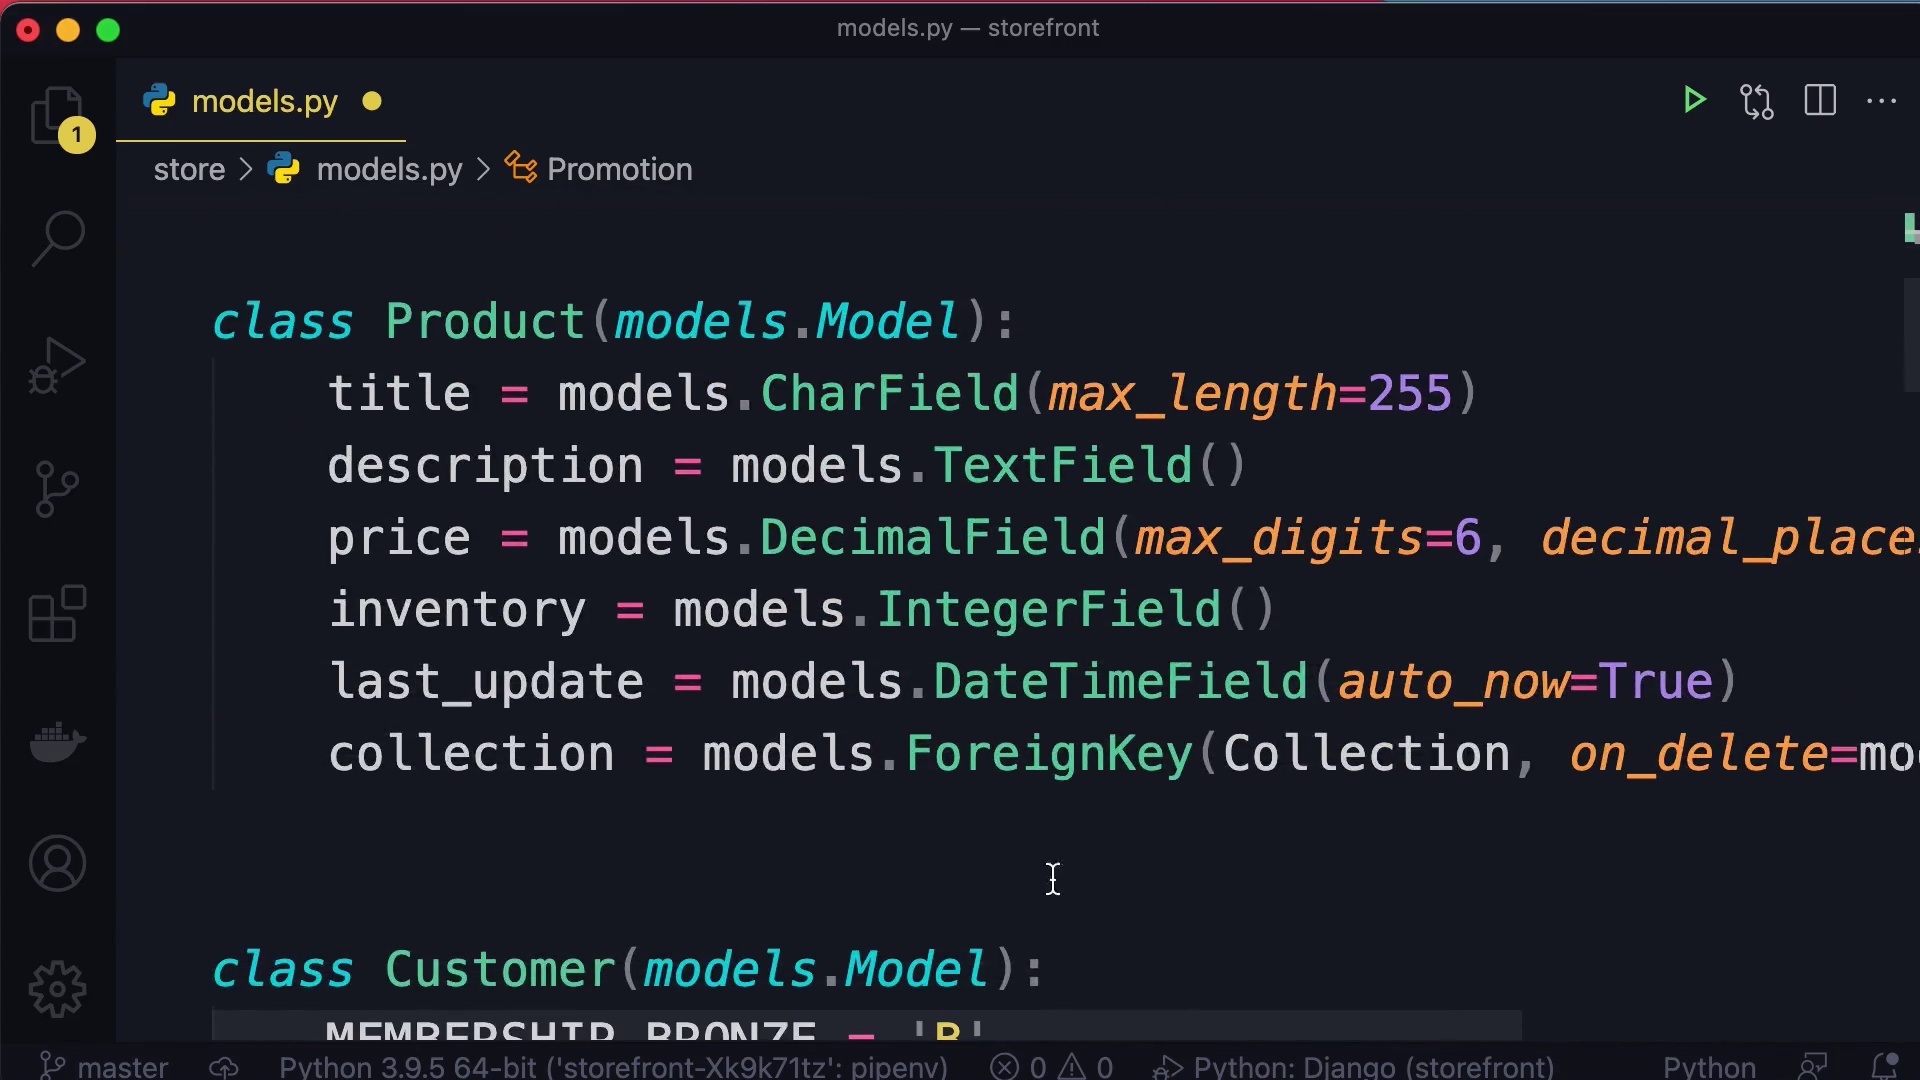 models.py — storefront
models.py
1
store > models.py > Promotion
class Product(models.Model):
title = models.CharField(max_length=255)
description = models.TextField()
price = models.DecimalField(max_digits=6, decimal_place
inventory = models.IntegerField()
last_update = models.DateTimeField(auto_now=True)
collection = models.ForeignKey(Collection, on_delete=mo
class Customer(models.Model):
MEMBERSHIP_BRONZE = 'B'
master Python 3.9.5 64-bit ('storefront-Xk9k71tz': pipenv) 0 0 Python: Django (storefront) Python